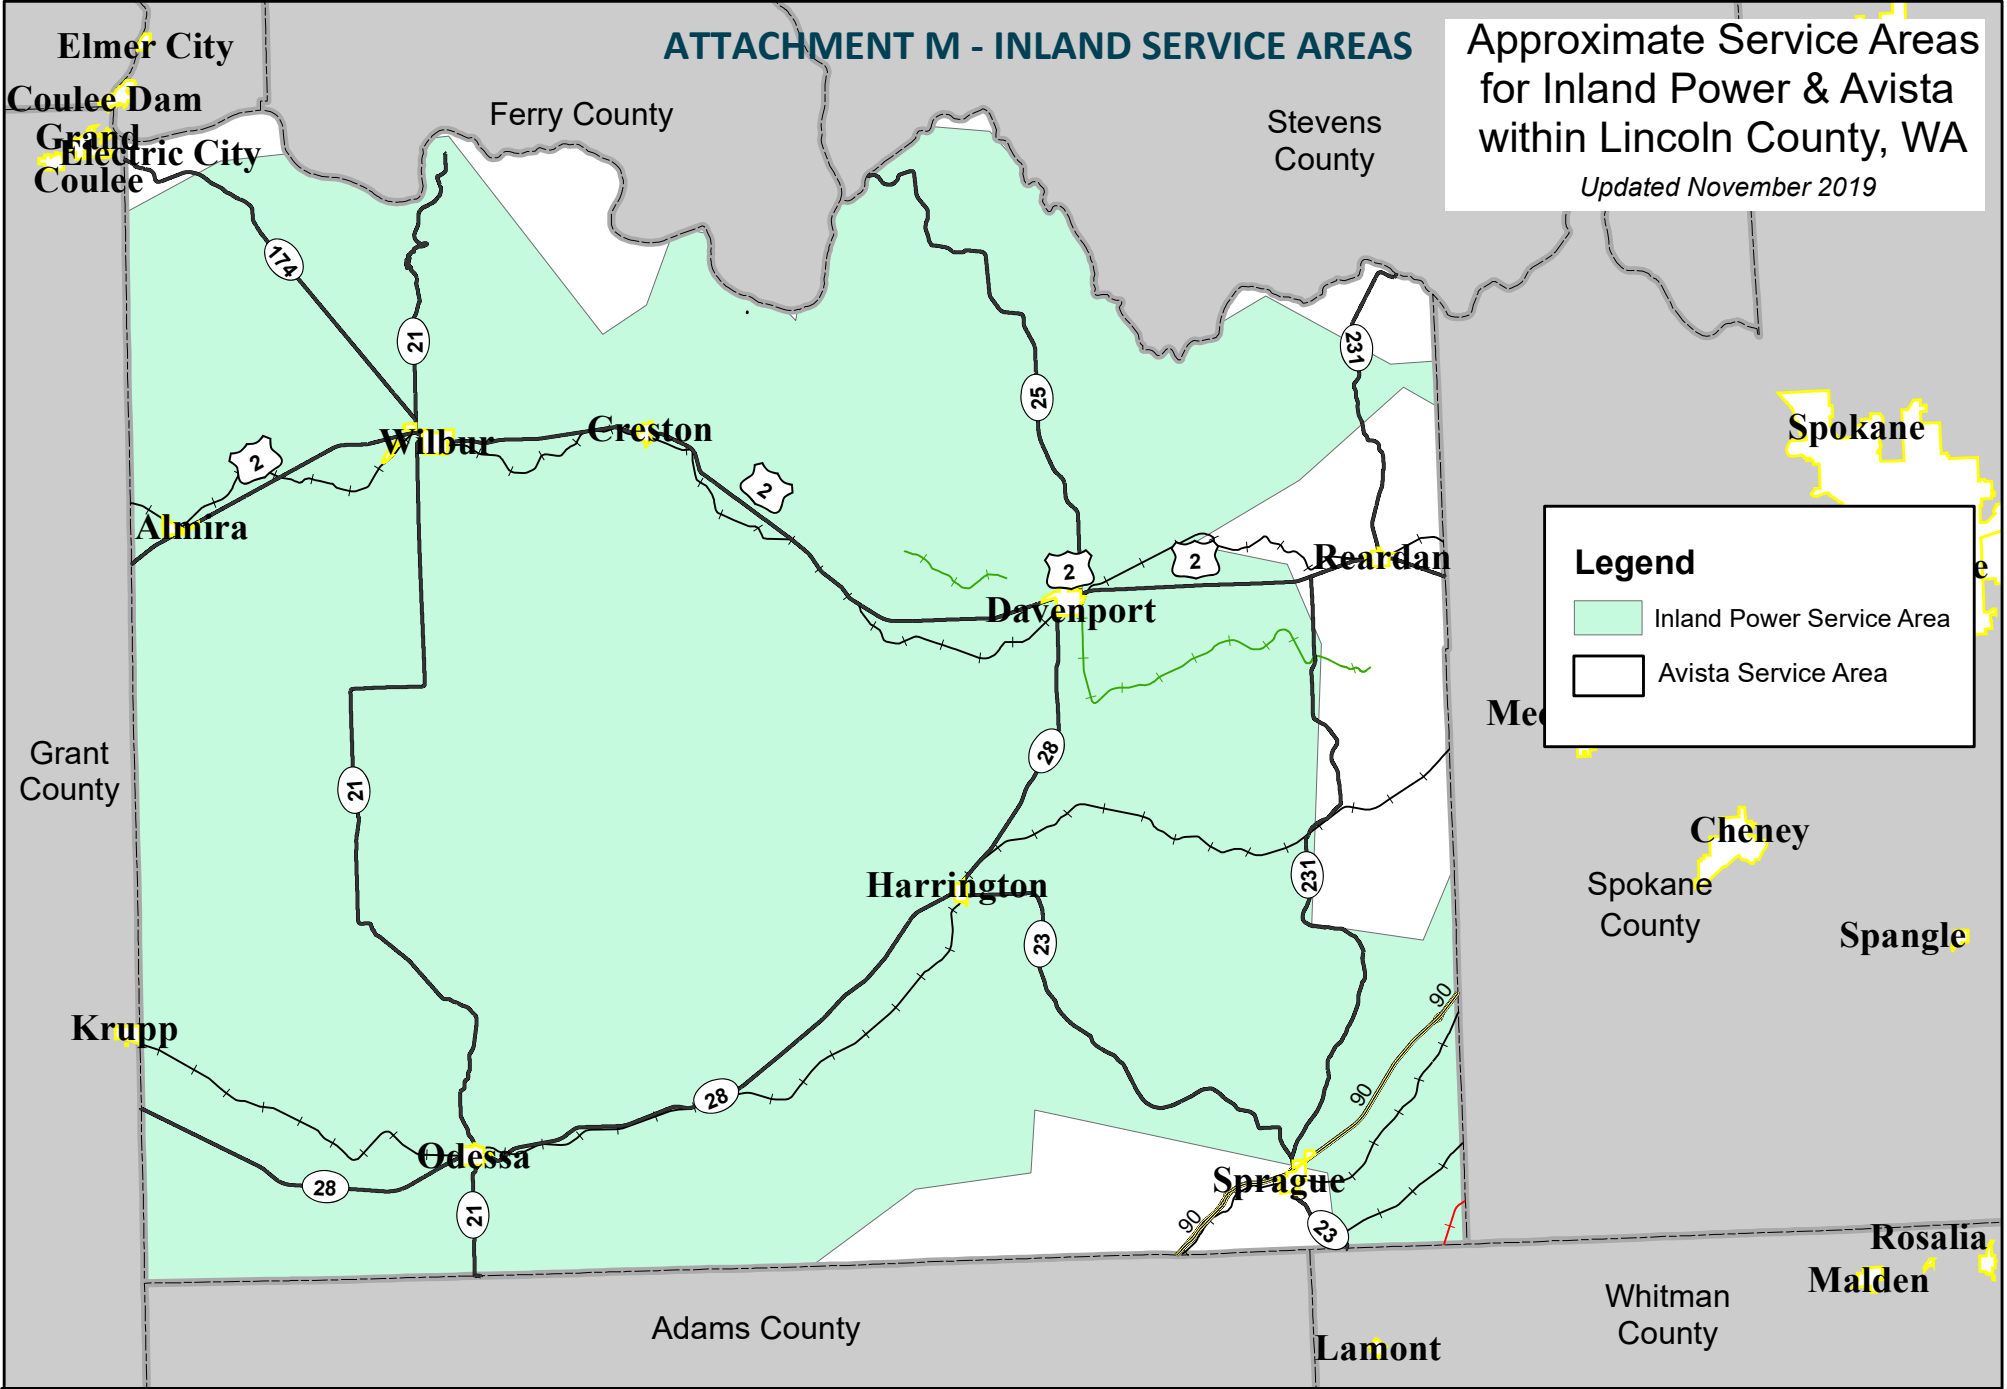 ATTACHMENT M - INLAND SERVICE AREAS
Approximate Service Areas
for Inland Power & Avista
within Lincoln County, WA
Updated November 2019
Elmer City
Coulee Dam
Grand
Electric City
Coulee
Ferry County
Stevens
County
174
21
231
25
Spokane
Creston
Wilbur
2
2
Almira
2
2
Reardan
Davenport
Legend
Inland Power Service Area
Avista Service Area
e
Med
Grant
County
28
21
Cheney
231
Harrington
Spokane
County
23
Spangle
90
Krupp
28
90
Odessa
28
Sprague
21
90
23
Rosalia
Malden
Whitman
County
Adams County
Lamont